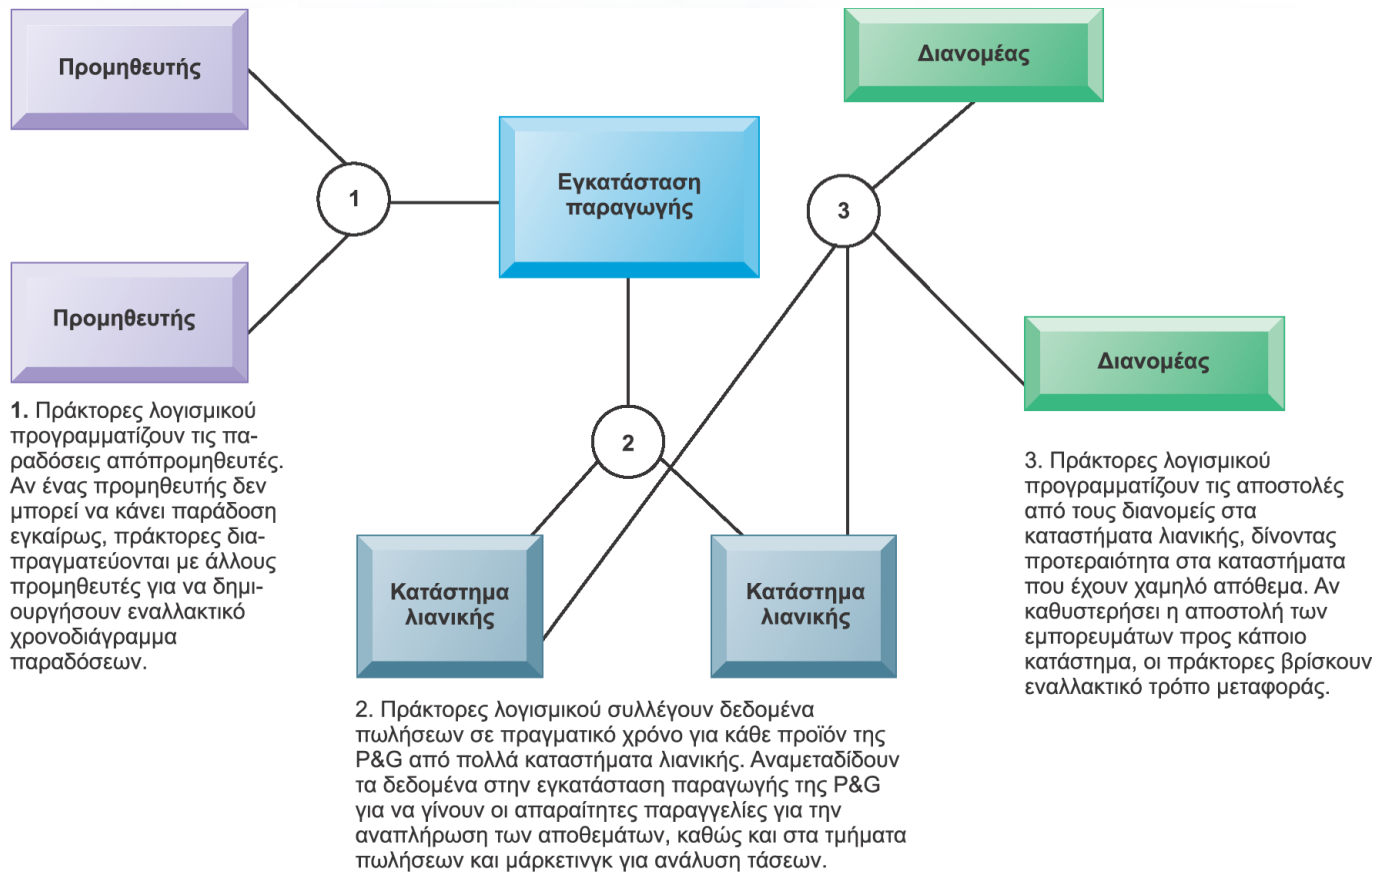 Προμηθευτής
Διανομέας
Εγκατάσταση
παραγωγής
1
3
Προμηθευτής
Διανομέας
2
Κατάστημα
λιανικής
Κατάστημα
λιανικής
1. Πράκτορες λογισμικού
προγραμματίζουν τις πα-
ραδόσεις απόπρομηθευτές.
Αν ένας προμηθευτής δεν
μπορεί να κάνει παράδοση
εγκαίρως, πράκτορες δια-
πραγματεύονται με άλλους
προμηθευτές για να δημι-
ουργήσουν εναλλακτικό
χρονοδιάγραμμα
παραδόσεων.
2. Πράκτορες λογισμικού συλλέγουν δεδομένα
πωλήσεων σε πραγματικό χρόνο για κάθε προϊόν της
P&G από πολλά καταστήματα λιανικής. Αναμεταδίδουν
τα δεδομένα στην εγκατάσταση παραγωγής της P&G
για να γίνουν οι απαραίτητες παραγγελίες για την
αναπλήρωση των αποθεμάτων, καθώς και στα τμήματα
πωλήσεων και μάρκετινγκ για ανάλυση τάσεων.
3. Πράκτορες λογισμικού
προγραμματίζουν τις αποστολές
από τους διανομείς στα
καταστήματα λιανικής, δίνοντας
προτεραιότητα στα καταστήματα
που έχουν χαμηλό απόθεμα. Αν
καθυστερήσει η αποστολή των
εμπορευμάτων προς κάποιο
κατάστημα, οι πράκτορες βρίσκουν
εναλλακτικό τρόπο μεταφοράς.